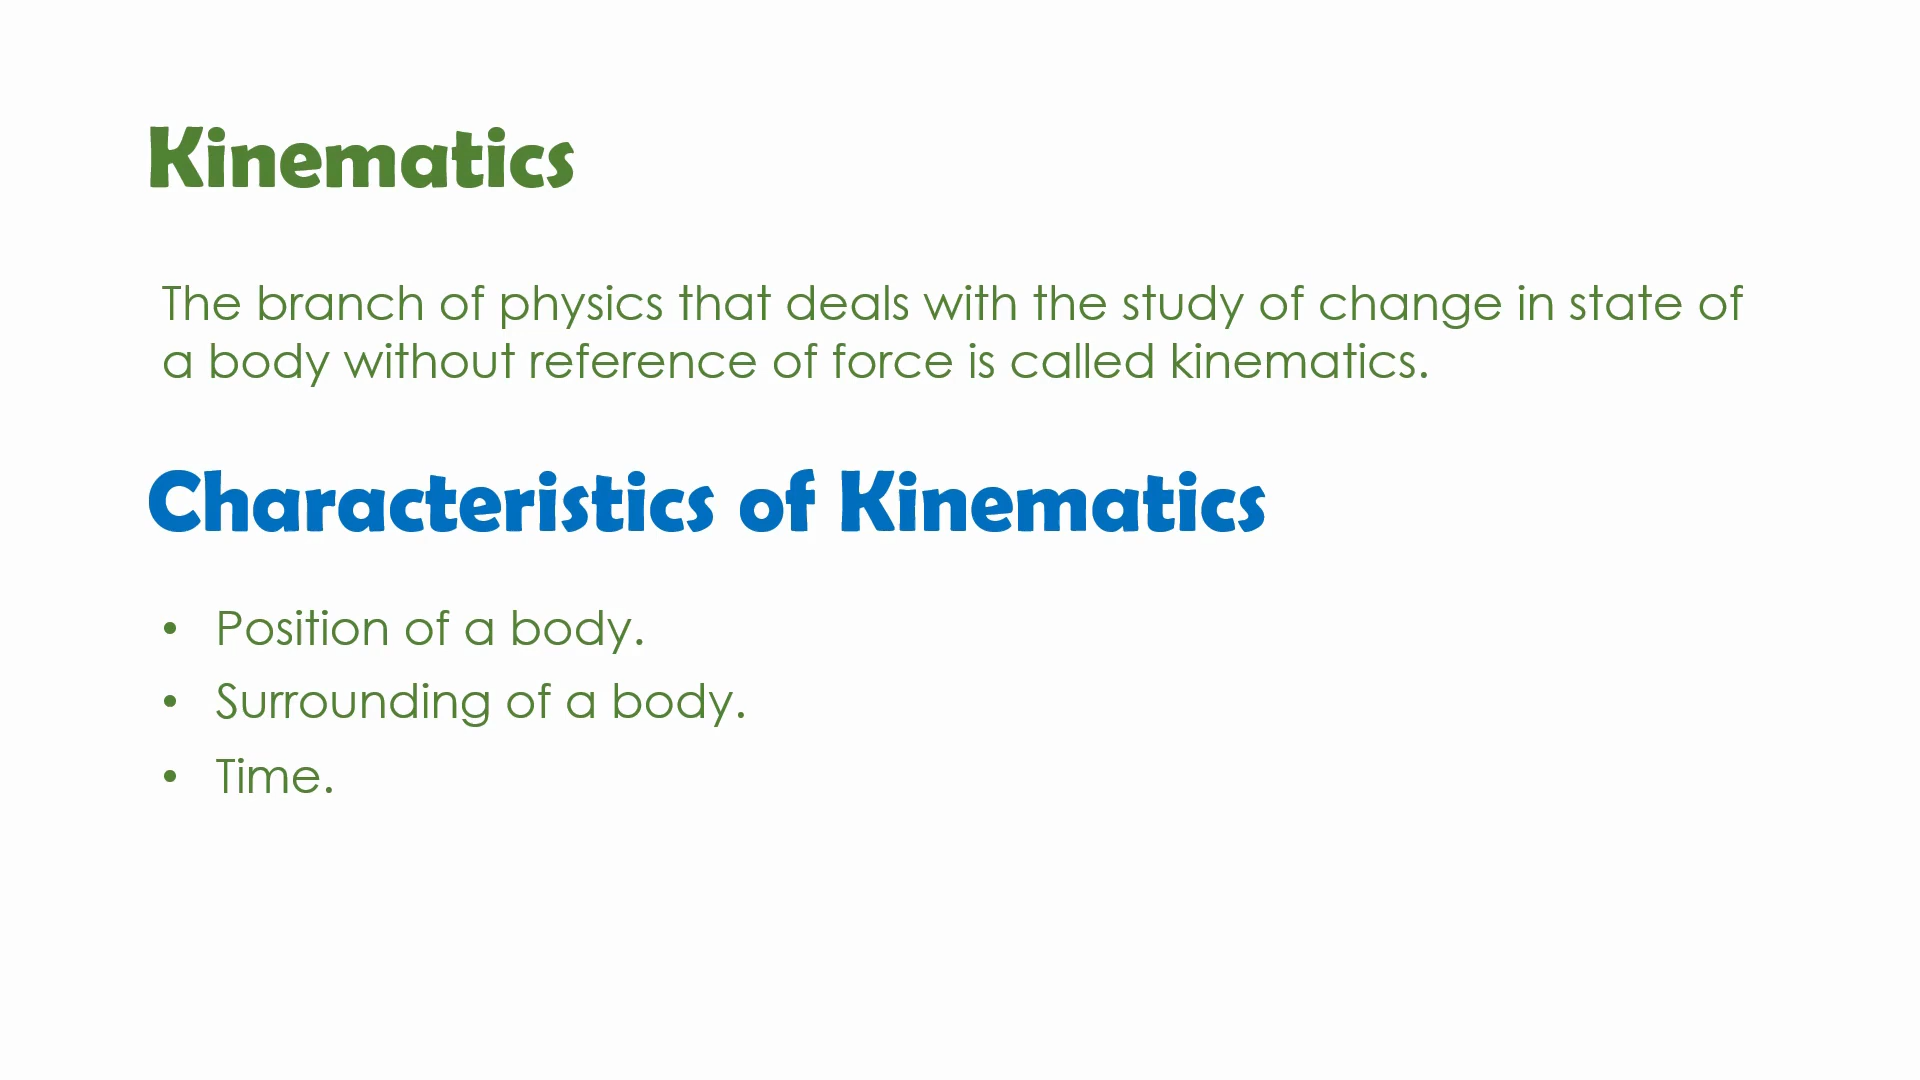 Kinematics
The branch of physics that deals with the study of change in state of
a body without reference of force is called kinematics.
Characteristics of Kinematics
• Position of a body.
• Surrounding of a body.
• Time.